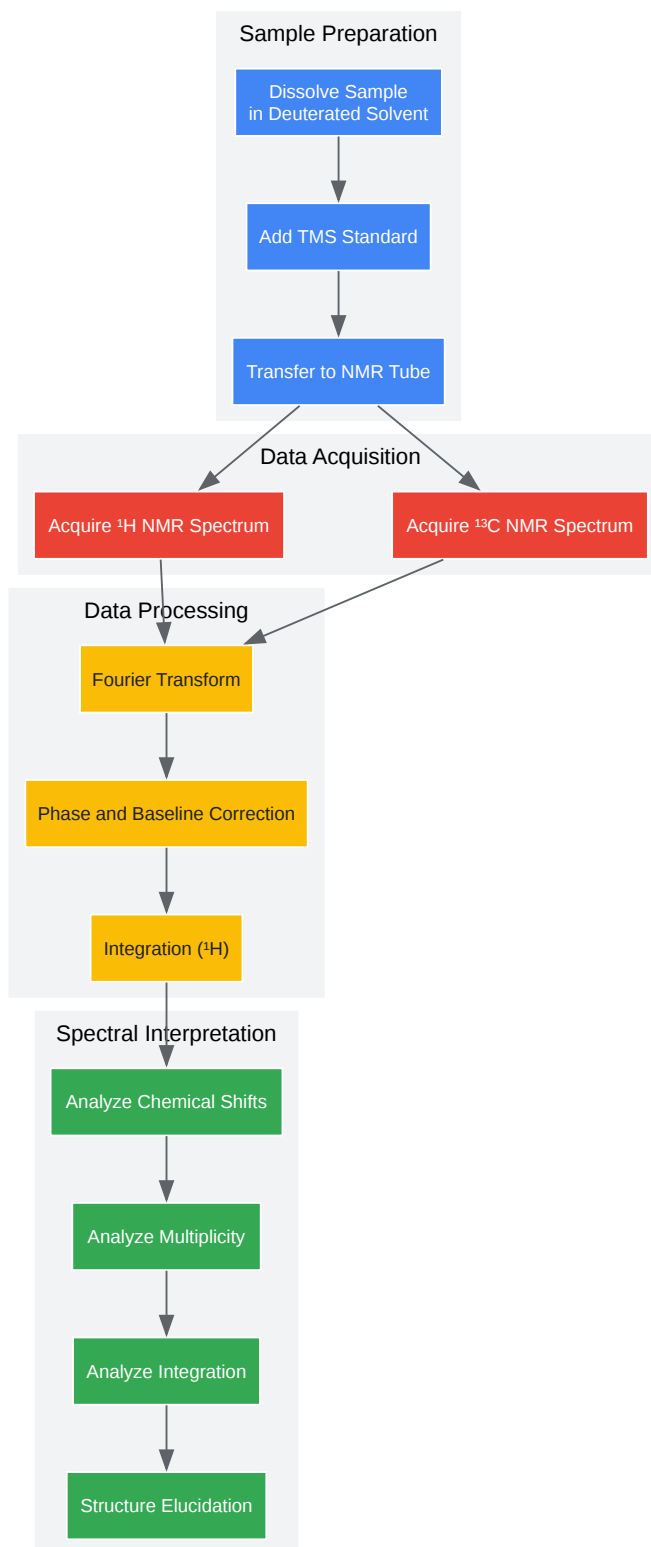 Sample Preparation
Dissolve Sample
in Deuterated Solvent
Add TMS Standard
Transfer to NMR Tube
Data Acquisition
Acquire ¹H NMR Spectrum
Acquire ¹³C NMR Spectrum
Data Processing
Fourier Transform
Phase and Baseline Correction
Integration (¹H)
Spectral Interpretation
Analyze Chemical Shifts
Analyze Multiplicity
Analyze Integration
Structure Elucidation